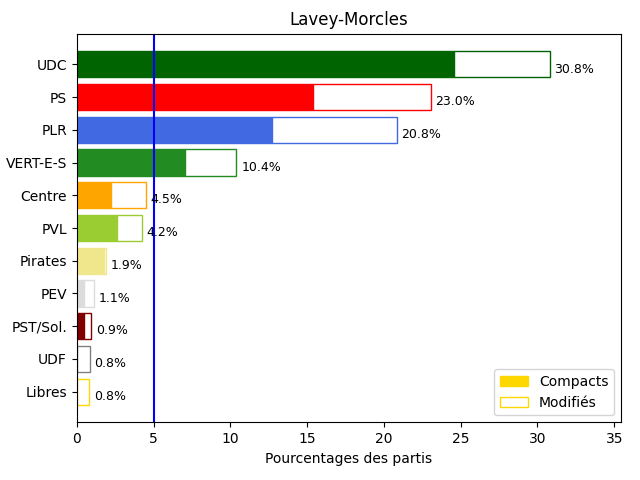 Lavey-Morcles
UDC 30.8%
PS 23.0%
PLR 20.8%
VERT-E-S 10.4%
Centre 4.5%
PVL 4.2%
Pirates 1.9%
PEV 1.1%
PST/Sol. 0.9%
UDF 0.8%
Libres 0.8%
Compacts
Modifiés
0 5 10 15 20 25 30 35
Pourcentages des partis